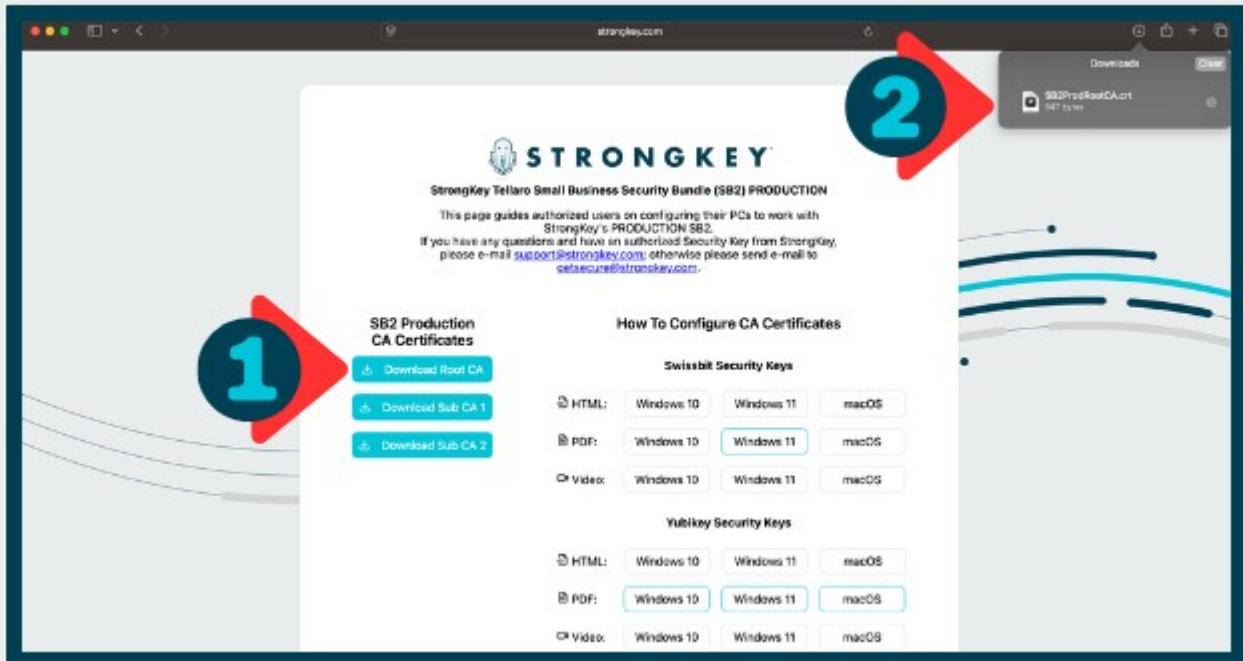 strongkey.com
Downloads
Clear
SB2ProdRootCA.crt
947 bytes
2
STRONGKEY
StrongKey Tellaro Small Business Security Bundle (SB2) PRODUCTION
This page guides authorized users on configuring their PCs to work with
StrongKey's PRODUCTION SB2.
If you have any questions and have an authorized Security Key from StrongKey,
please e-mail support@strongkey.com; otherwise please send e-mail to
getsecure@strongkey.com.
SB2 Production
CA Certificates
1
Download Root CA
Download Sub CA 1
Download Sub CA 2
How To Configure CA Certificates
Swissbit Security Keys
HTML: Windows 10 Windows 11 macOS
PDF: Windows 10 Windows 11 macOS
Video: Windows 10 Windows 11 macOS
Yubikey Security Keys
HTML: Windows 10 Windows 11 macOS
PDF: Windows 10 Windows 11 macOS
Video: Windows 10 Windows 11 macOS